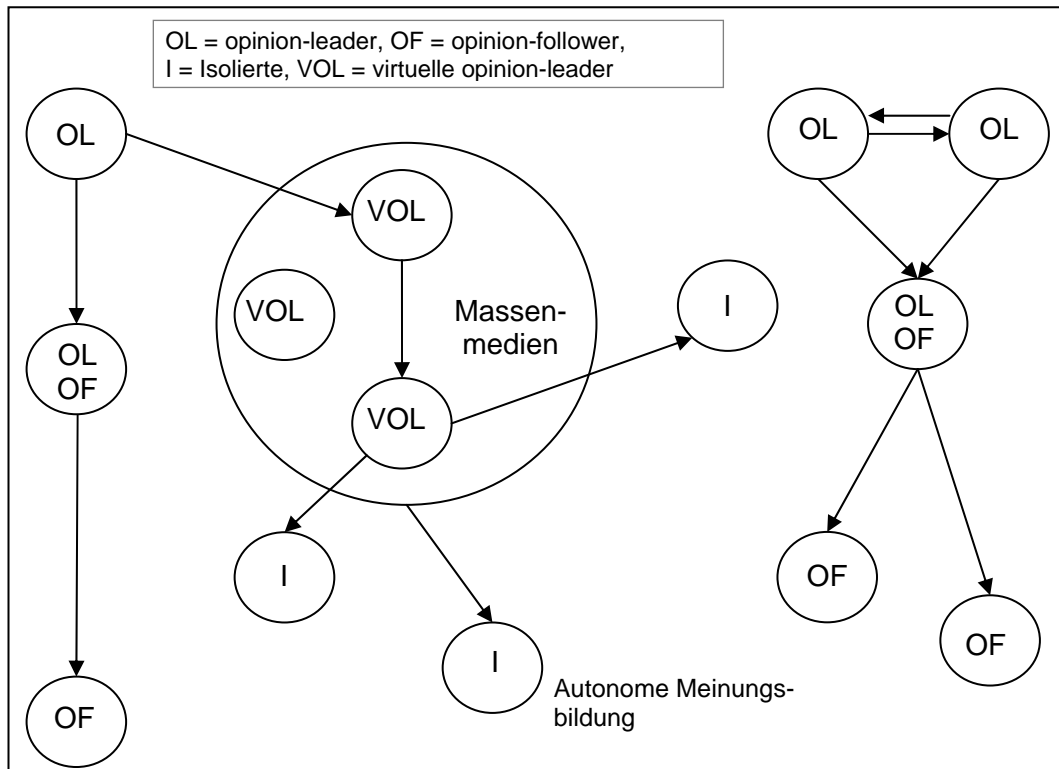 OL = opinion-leader, OF = opinion-follower,
I = Isolierte, VOL = virtuelle opinion-leader
OL
OL
OL
VOL
VOL
Massen-
medien
I
OL
OF
OL
OF
VOL
I
OF
OF
I
Autonome Meinungs-
bildung
OF